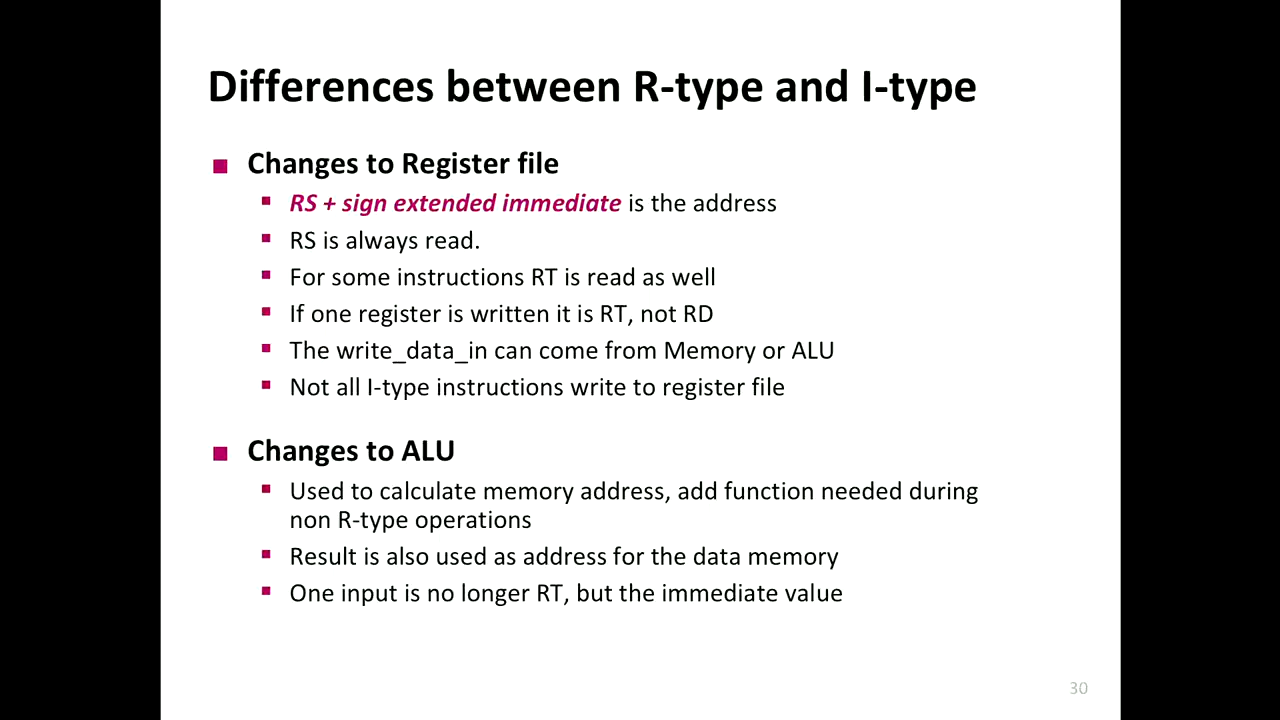 Differences between R-type and I-type
Changes to Register file
RS + sign extended immediate is the address
RS is always read.
For some instructions RT is read as well
If one register is written it is RT, not RD
The write_data_in can come from Memory or ALU
Not all I-type instructions write to register file
Changes to ALU
Used to calculate memory address, add function needed during
non R-type operations
Result is also used as address for the data memory
One input is no longer RT, but the immediate value
30